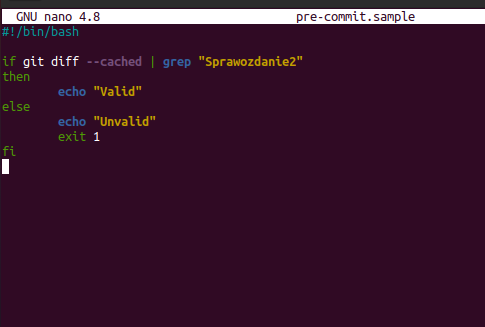 GNU nano 4.8 pre-commit.sample
#!/bin/bash
if git diff --cached | grep "Sprawozdanie2"
then
echo "Valid"
else
echo "Unvalid"
exit 1
fi